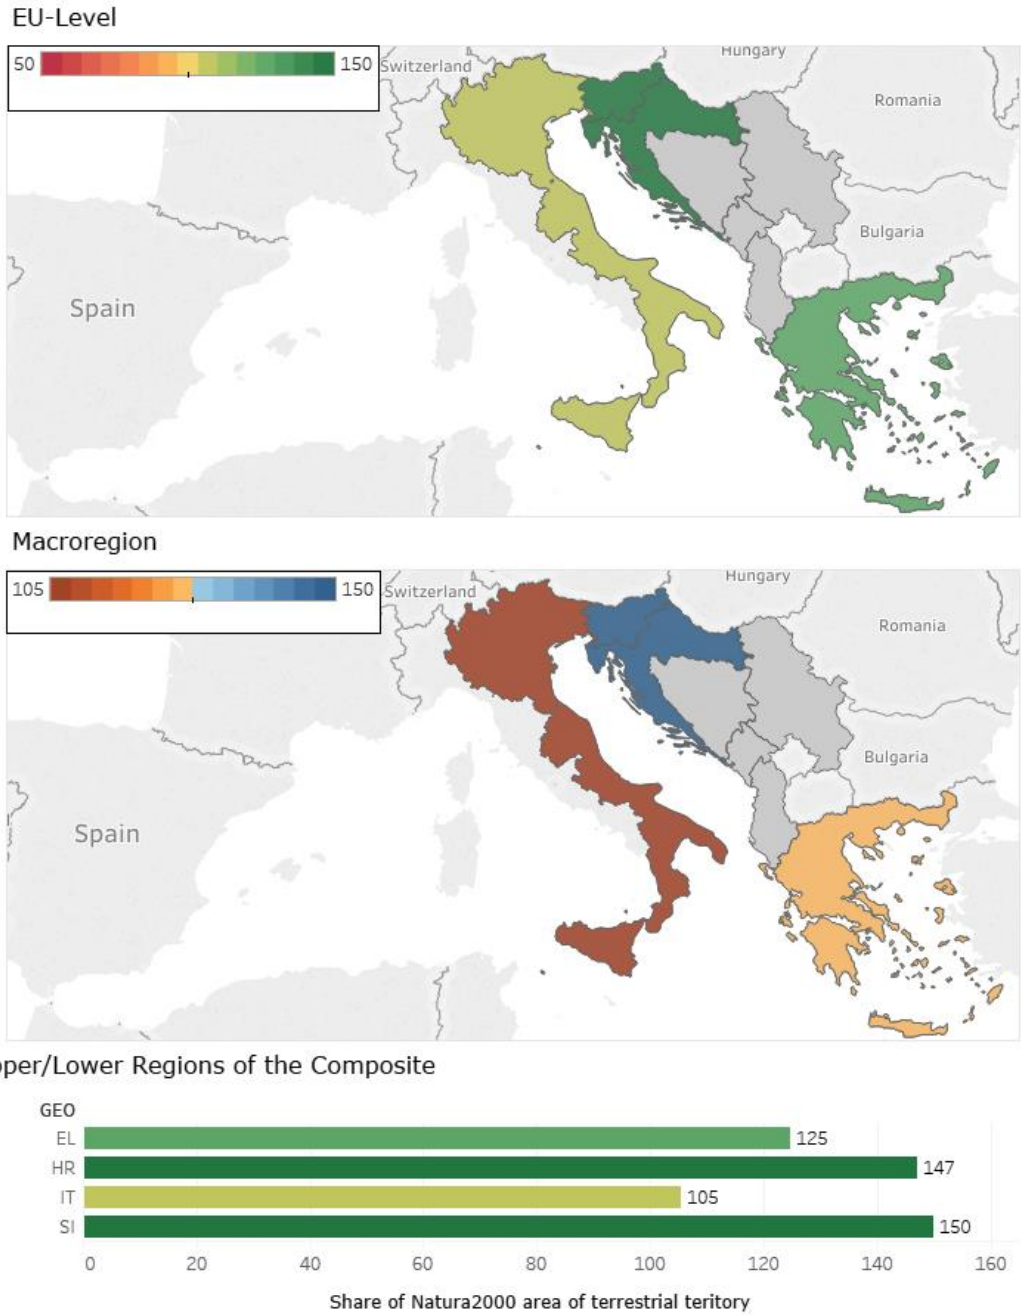 EU-Level
50
150
Switzerland
Hungary
Romania
Bulgaria
Spain
Macroregion
105
150
Switzerland
Hungary
Romania
Bulgaria
Spain
per/Lower Regions of the Composite
GEO
EL 125
HR 147
IT 105
SI 150
0 20 40 60 80 100 120 140 160
Share of Natura2000 area of terrestrial teritory